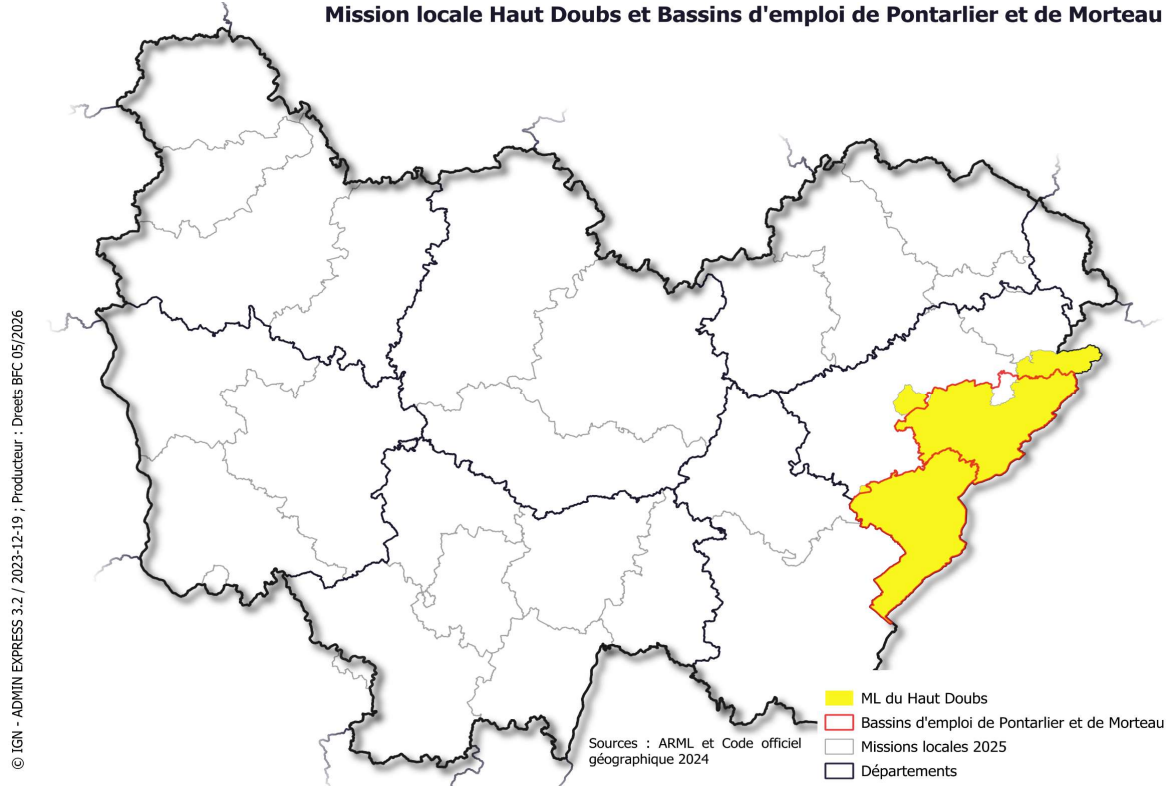 Mission locale Haut Doubs et Bassins d'emploi de Pontarlier et de Morteau
© IGN - ADMIN EXPRESS 3.2 / 2023-12-19 ; Producteur : Dreets BFC 05/2026
ML du Haut Doubs
Bassins d'emploi de Pontarlier et de Morteau
Missions locales 2025
Départements
Sources : ARML et Code officiel
géographique 2024